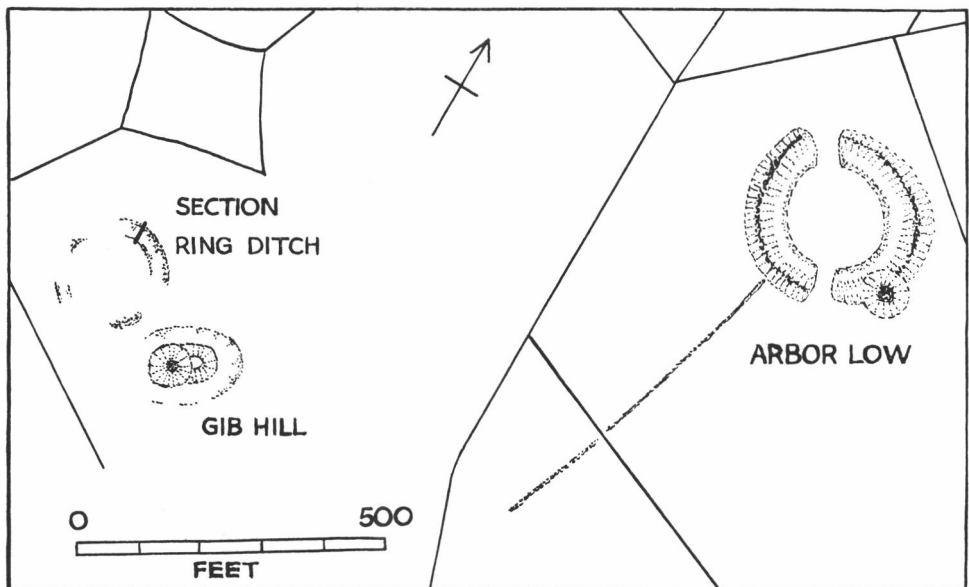 SECTION
RING DITCH
GIB HILL
ARBOR LOW
0 500
FEET